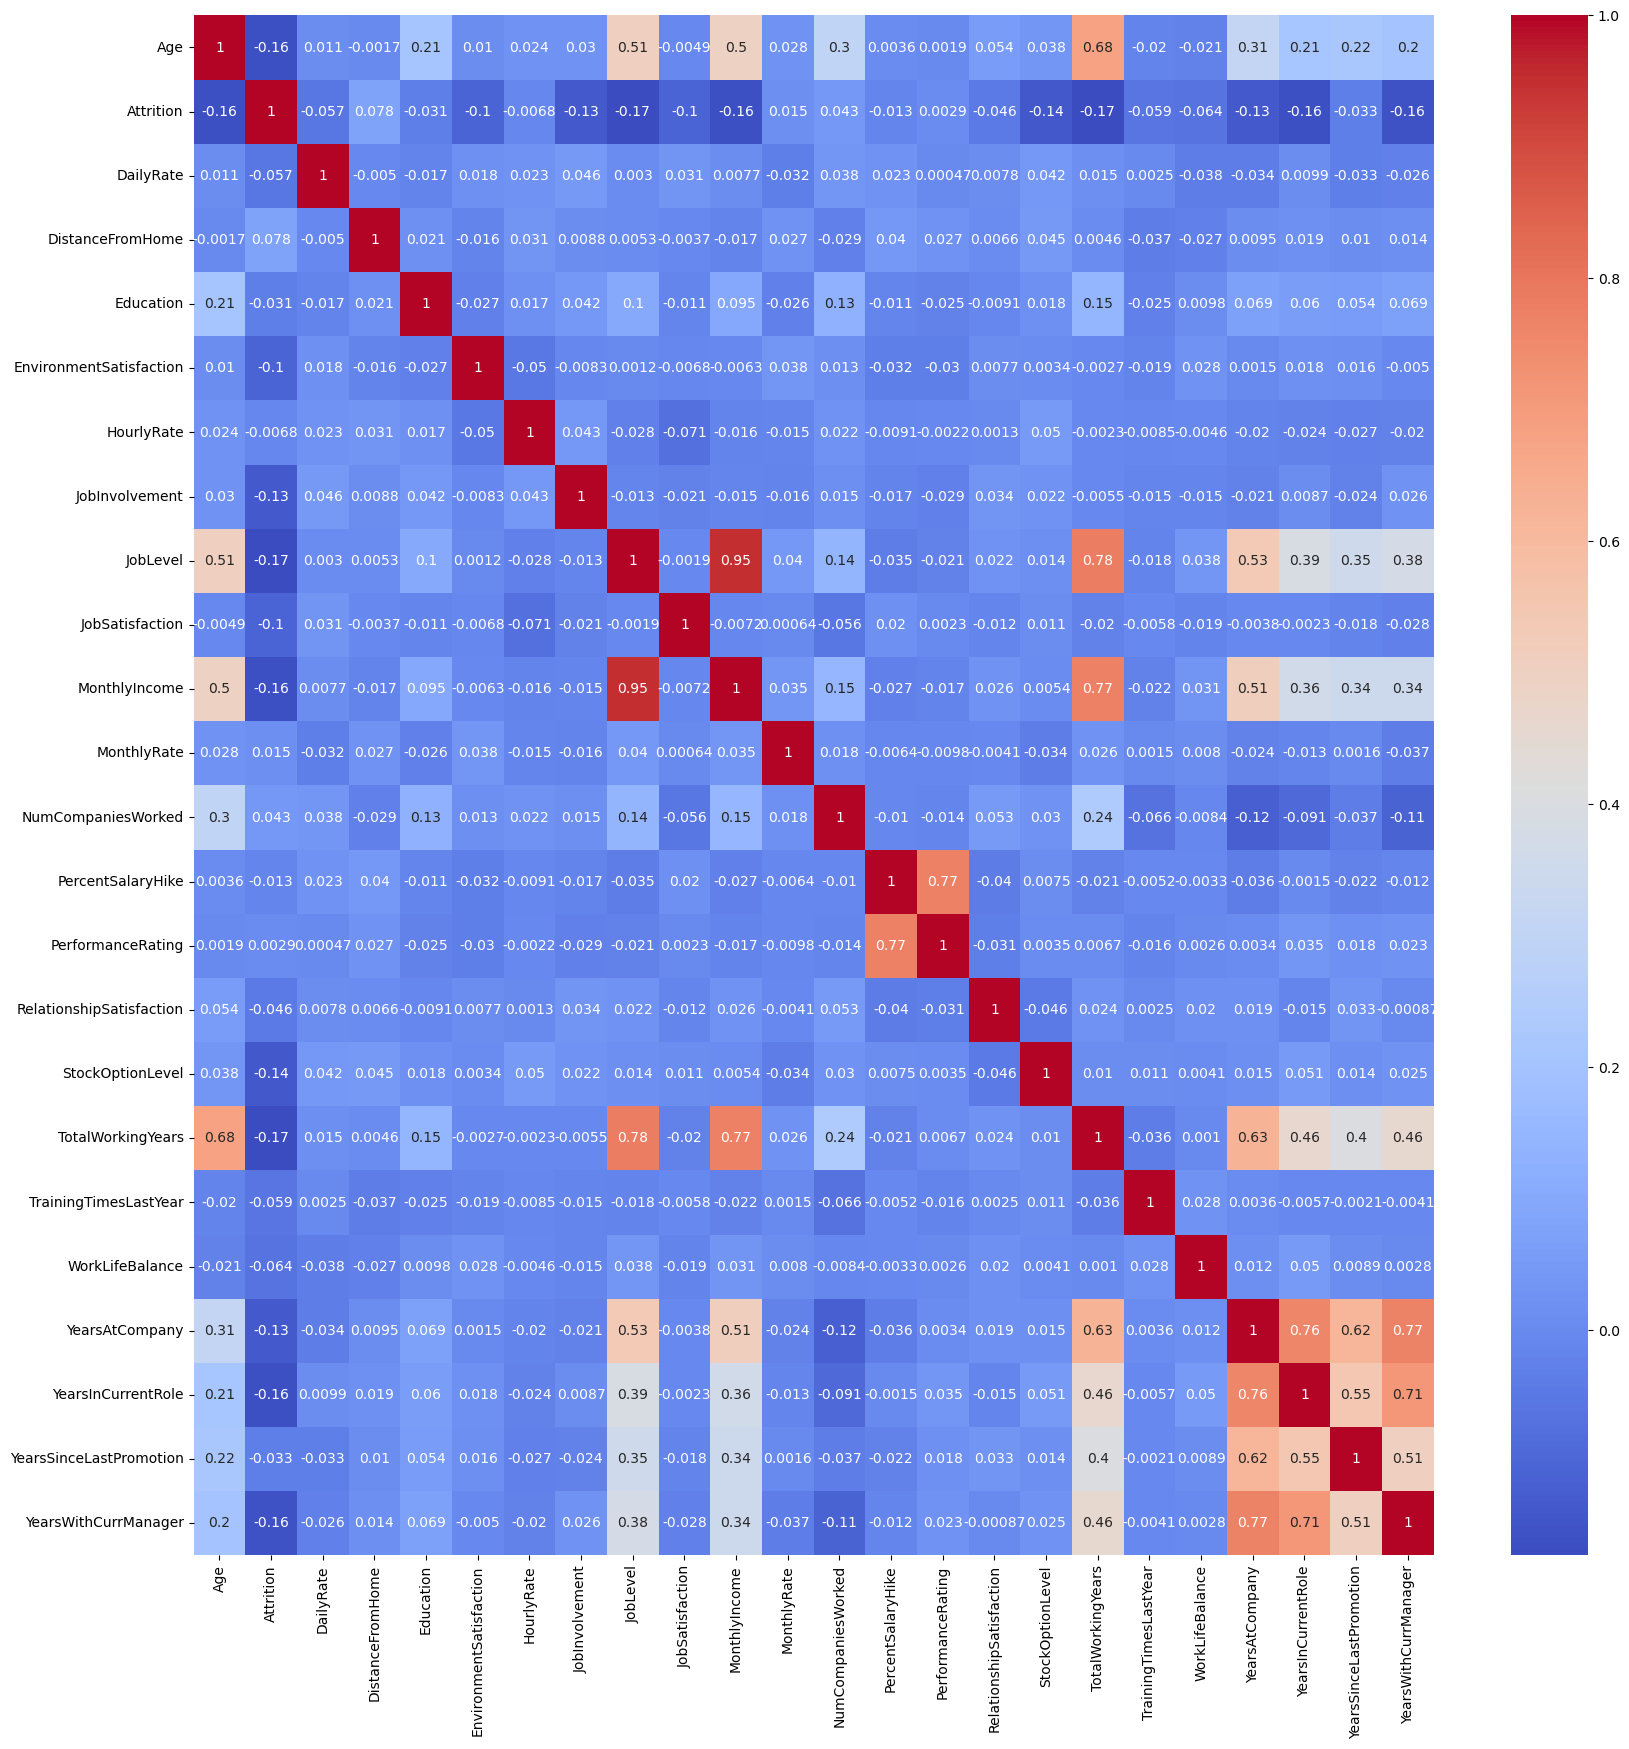 Age 1 -0.16 0.011 -0.0017 0.21 0.01 0.024 0.03 0.51 -0.0049 0.5 0.028 0.3 0.0036 0.0019 0.054 0.038 0.68 -0.02 -0.021 0.31 0.21 0.22 0.2
Attrition -0.16 1 -0.057 0.078 -0.031 -0.1 -0.0068 -0.13 -0.17 -0.1 -0.16 0.015 0.043 -0.013 0.0029 -0.046 -0.14 -0.17 -0.059 -0.064 -0.13 -0.16 -0.033 -0.16
DailyRate 0.011 -0.057 1 -0.005 -0.017 0.018 0.023 0.046 0.003 0.031 0.0077 -0.032 0.038 0.023 0.00047 0.0078 0.042 0.015 0.0025 -0.038 -0.034 0.0099 -0.033 -0.026
DistanceFromHome -0.0017 0.078 -0.005 1 0.021 -0.016 0.031 0.0088 0.0053 -0.0037 -0.017 0.027 -0.029 0.04 0.027 0.0066 0.045 0.0046 -0.037 -0.027 0.0095 0.019 0.01 0.014
Education 0.21 -0.031 -0.017 0.021 1 -0.027 0.017 0.042 0.1 -0.011 0.095 -0.026 0.13 -0.011 -0.025 -0.0091 0.018 0.15 -0.025 0.0098 0.069 0.06 0.054 0.069
EnvironmentSatisfaction 0.01 -0.1 0.018 -0.016 -0.027 1 -0.05 -0.0083 0.0012 -0.0068 -0.0063 0.038 0.013 -0.032 -0.03 0.0077 0.0034 -0.0027 -0.019 0.028 0.0015 0.018 0.016 -0.005
HourlyRate 0.024 -0.0068 0.023 0.031 0.017 -0.05 1 0.043 -0.028 -0.071 -0.016 -0.015 0.022 -0.0091 -0.0022 0.0013 0.05 -0.0023 -0.0085 -0.0046 -0.02 -0.024 -0.027 -0.02
JobInvolvement 0.03 -0.13 0.046 0.0088 0.042 -0.0083 0.043 1 -0.013 -0.021 -0.015 -0.016 0.015 -0.017 -0.029 0.034 0.022 -0.0055 -0.015 -0.015 -0.021 0.0087 -0.024 0.026
JobLevel 0.51 -0.17 0.003 0.0053 0.1 0.0012 -0.028 -0.013 1 -0.0019 0.95 0.04 0.14 -0.035 -0.021 0.022 0.014 0.78 -0.018 0.038 0.53 0.39 0.35 0.38
JobSatisfaction -0.0049 -0.1 0.031 -0.0037 -0.011 -0.0068 -0.071 -0.021 -0.0019 1 -0.0072 0.00064 -0.056 0.02 0.0023 -0.012 0.011 -0.02 -0.0058 -0.019 -0.0038 -0.0023 -0.018 -0.028
MonthlyIncome 0.5 -0.16 0.0077 -0.017 0.095 -0.0063 -0.016 -0.015 0.95 -0.0072 1 0.035 0.15 -0.027 -0.017 0.026 0.0054 0.77 -0.022 0.031 0.51 0.36 0.34 0.34
MonthlyRate 0.028 0.015 -0.032 0.027 -0.026 0.038 -0.015 -0.016 0.04 0.00064 0.035 1 0.018 -0.0064 -0.0098 -0.0041 -0.034 0.026 0.0015 0.008 -0.024 -0.013 0.0016 -0.037
NumCompaniesWorked 0.3 0.043 0.038 -0.029 0.13 0.013 0.022 0.015 0.14 -0.056 0.15 0.018 1 -0.01 -0.014 0.053 0.03 0.24 -0.066 -0.0084 -0.12 -0.091 -0.037 -0.11
PercentSalaryHike 0.0036 -0.013 0.023 0.04 -0.011 -0.032 -0.0091 -0.017 -0.035 0.02 -0.027 -0.0064 -0.01 1 0.77 -0.04 0.0075 -0.021 -0.0052 -0.0033 -0.036 -0.0015 -0.022 -0.012
PerformanceRating 0.0019 0.0029 0.00047 0.027 -0.025 -0.03 -0.0022 -0.029 -0.021 0.0023 -0.017 -0.0098 -0.014 0.77 1 -0.031 0.0035 0.0067 -0.016 0.0026 0.0034 0.035 0.018 0.023
RelationshipSatisfaction 0.054 -0.046 0.0078 0.0066 -0.0091 0.0077 0.0013 0.034 0.022 -0.012 0.026 -0.0041 0.053 -0.04 -0.031 1 -0.046 0.024 0.0025 0.02 0.019 -0.015 0.033 -0.00087
StockOptionLevel 0.038 -0.14 0.042 0.045 0.018 0.0034 0.05 0.022 0.014 0.011 0.0054 -0.034 0.03 0.0075 0.0035 -0.046 1 0.01 0.011 0.0041 0.015 0.051 0.014 0.025
TotalWorkingYears 0.68 -0.17 0.015 0.0046 0.15 -0.0027 -0.0023 -0.0055 0.78 -0.02 0.77 0.026 0.24 -0.021 0.0067 0.024 0.01 1 -0.036 0.001 0.63 0.46 0.4 0.46
TrainingTimesLastYear -0.02 -0.059 0.0025 -0.037 -0.025 -0.019 -0.0085 -0.015 -0.018 -0.0058 -0.022 0.0015 -0.066 -0.0052 -0.016 0.0025 0.011 -0.036 1 0.028 0.0036 -0.0057 -0.0021 -0.0041
WorkLifeBalance -0.021 -0.064 -0.038 -0.027 0.0098 0.028 -0.0046 -0.015 0.038 -0.019 0.031 0.008 -0.0084 -0.0033 0.0026 0.02 0.0041 0.001 0.028 1 0.012 0.05 0.0089 0.0028
YearsAtCompany 0.31 -0.13 -0.034 0.0095 0.069 0.0015 -0.02 -0.021 0.53 -0.0038 0.51 -0.024 -0.12 -0.036 0.0034 0.019 0.015 0.63 0.0036 0.012 1 0.76 0.62 0.77
YearsInCurrentRole 0.21 -0.16 0.0099 0.019 0.06 0.018 -0.024 0.0087 0.39 -0.0023 0.36 -0.013 -0.091 -0.0015 0.035 -0.015 0.051 0.46 -0.0057 0.05 0.76 1 0.55 0.71
YearsSinceLastPromotion 0.22 -0.033 -0.033 0.01 0.054 0.016 -0.027 -0.024 0.35 -0.018 0.34 0.0016 -0.037 -0.022 0.018 0.033 0.014 0.4 -0.0021 0.0089 0.62 0.55 1 0.51
YearsWithCurrManager 0.2 -0.16 -0.026 0.014 0.069 -0.005 -0.02 0.026 0.38 -0.028 0.34 -0.037 -0.11 -0.012 0.023 -0.00087 0.025 0.46 -0.0041 0.0028 0.77 0.71 0.51 1
Age
Attrition
DailyRate
DistanceFromHome
Education
EnvironmentSatisfaction
HourlyRate
JobInvolvement
JobLevel
JobSatisfaction
MonthlyIncome
MonthlyRate
NumCompaniesWorked
PercentSalaryHike
PerformanceRating
RelationshipSatisfaction
StockOptionLevel
TotalWorkingYears
TrainingTimesLastYear
WorkLifeBalance
YearsAtCompany
YearsInCurrentRole
YearsSinceLastPromotion
YearsWithCurrManager
1.0
0.8
0.6
0.4
0.2
0.0